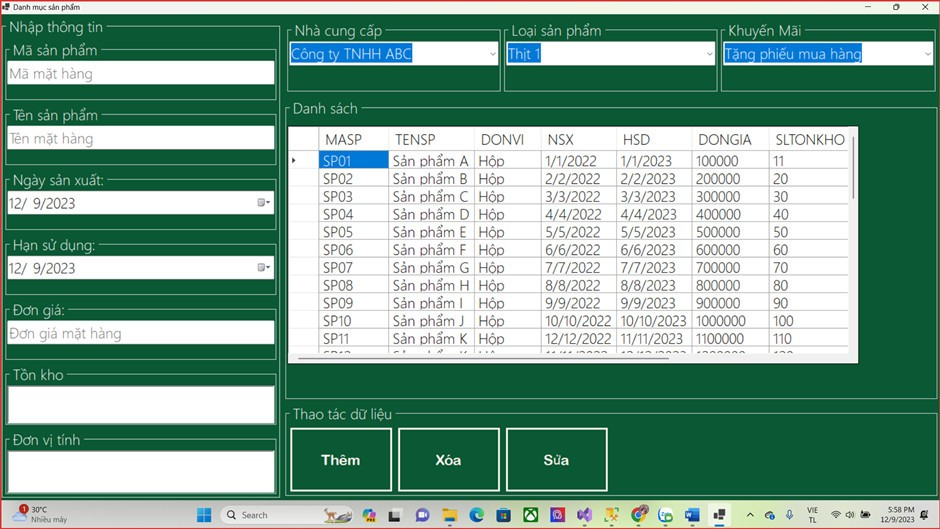 Danh mục sản phẩm
Nhập thông tin
Mã sản phẩm
Mã mặt hàng
Tên sản phẩm
Tên mặt hàng
Ngày sản xuất:
12/ 9/2023
Hạn sử dụng:
12/ 9/2023
Đơn giá:
Đơn giá mặt hàng
Tồn kho
Đơn vị tính
Nhà cung cấp
Công ty TNHH ABC
Loại sản phẩm
Thịt 1
Khuyến Mãi
Tặng phiếu mua hàng
Danh sách
MASP TENSP DONVI NSX HSD DONGIA SLTONKHO
SP01 Sản phẩm A Hộp 1/1/2022 1/1/2023 100000 11
SP02 Sản phẩm B Hộp 2/2/2022 2/2/2023 200000 20
SP03 Sản phẩm C Hộp 3/3/2022 3/3/2023 300000 30
SP04 Sản phẩm D Hộp 4/4/2022 4/4/2023 400000 40
SP05 Sản phẩm E Hộp 5/5/2022 5/5/2023 500000 50
SP06 Sản phẩm F Hộp 6/6/2022 6/6/2023 600000 60
SP07 Sản phẩm G Hộp 7/7/2022 7/7/2023 700000 70
SP08 Sản phẩm H Hộp 8/8/2022 8/8/2023 800000 80
SP09 Sản phẩm I Hộp 9/9/2022 9/9/2023 900000 90
SP10 Sản phẩm J Hộp 10/10/2022 10/10/2023 1000000 100
SP11 Sản phẩm K Hộp 12/12/2022 11/11/2023 1100000 110
Thao tác dữ liệu
Thêm
Xóa
Sửa
1
30°C
Nhiều mây
Search
VIE
TL
5:58 PM
12/9/2023